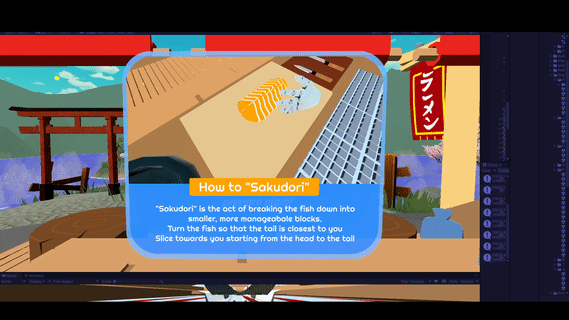 ラーメン
How to "Sakudori"
"Sakudori" is the act of breaking the fish down into
smaller, more manageabale blocks.
Turn the fish so that the tail is closest to you
Slice towards you starting from the head to the tail